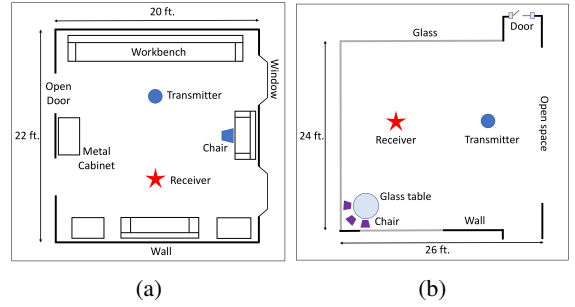 20 ft.
Workbench
Window
Open
Door
Transmitter
22 ft.
Chair
Metal
Cabinet
Receiver
Wall
(a)
Door
Glass
Open space
24 ft.
Receiver
Transmitter
Glass table
Chair
Wall
26 ft.
(b)